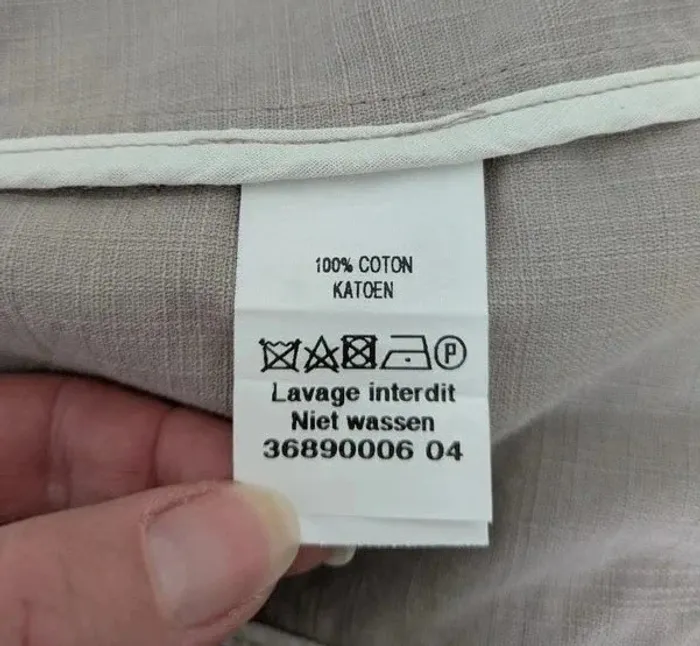 100% COTON
KATOEN
P
Lavage interdit
Niet wassen
36890006 04